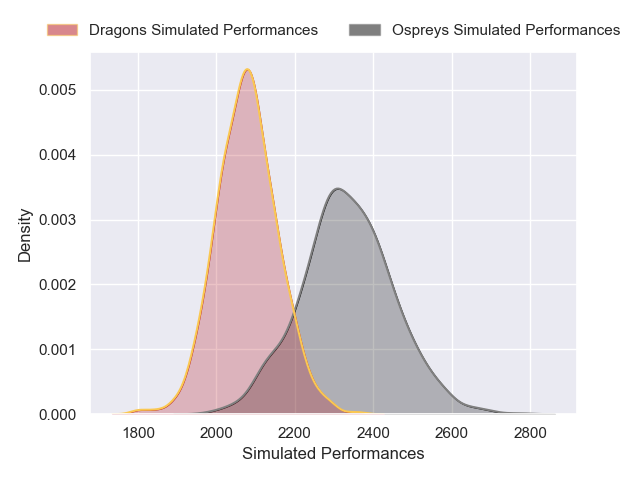 Dragons Simulated Performances
Ospreys Simulated Performances
0.005
0.004
0.003
0.002
0.001
0.000
Density
1800 2000 2200 2400 2600 2800
Simulated Performances